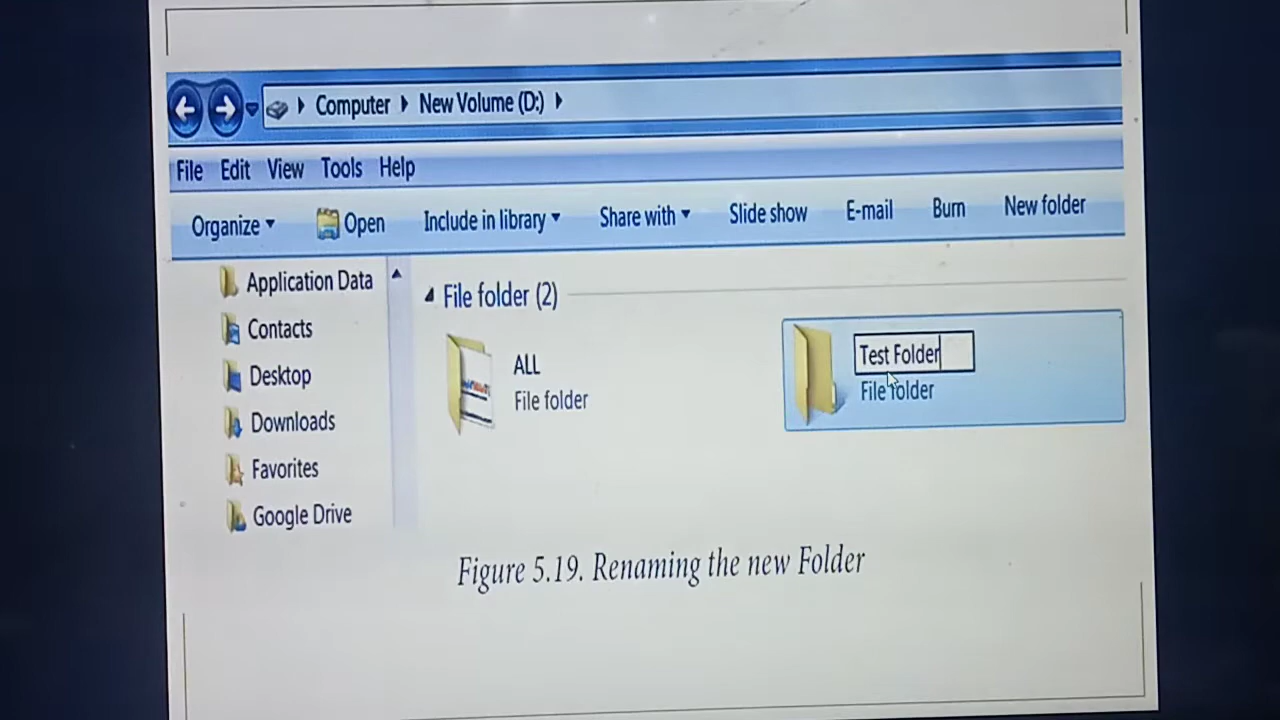 Computer New Volume (D:)
File Edit View Tools Help
Organize Open Include in library Share with Slide show E-mail Burn New folder
Application Data
Contacts
Desktop
Downloads
Favorites
Google Drive
File folder (2)
ALL
File folder
Test Folder
File folder
Figure 5.19. Renaming the new Folder